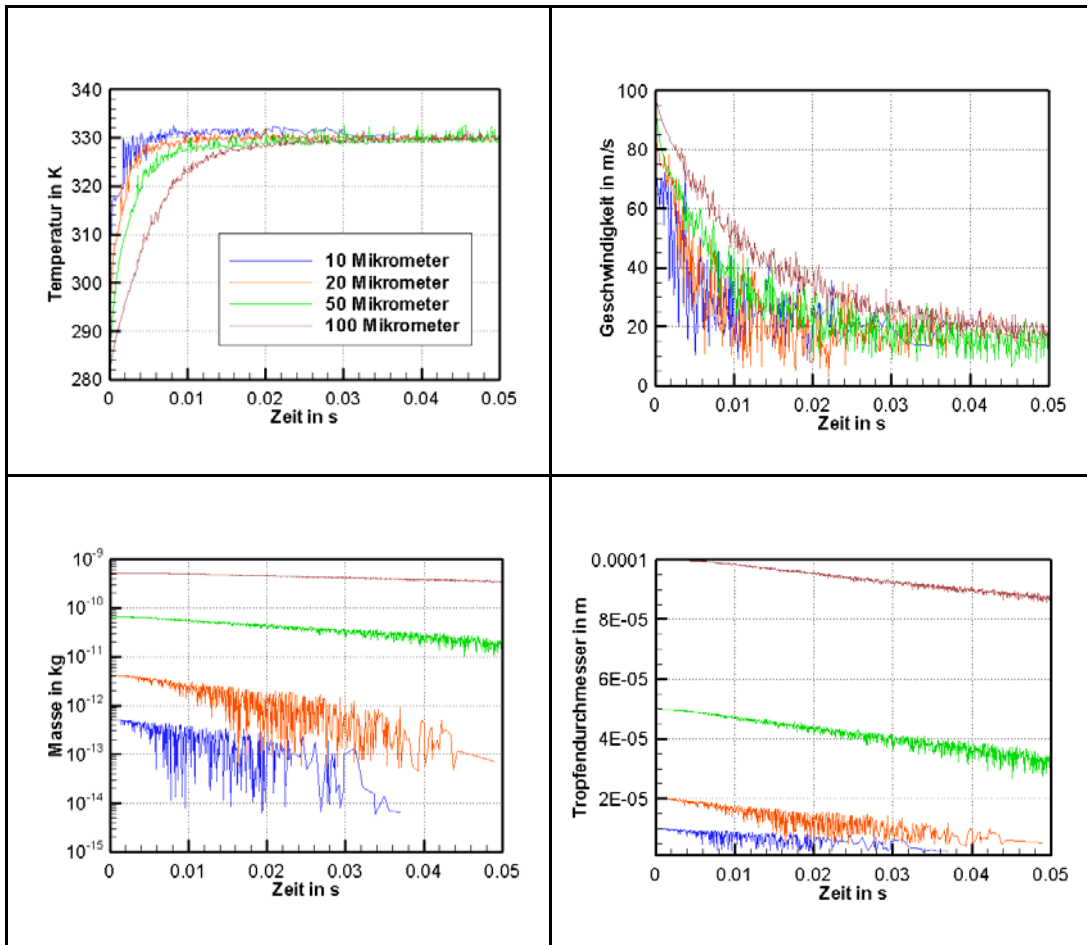 Temperatur in K
340
330
320
310
300
290
280
10 Mikrometer
20 Mikrometer
50 Mikrometer
100 Mikrometer
0 0.01 0.02 0.03 0.04 0.05
Zeit in s
Geschwindigkeit in m/s
100
80
60
40
20
0
0 0.01 0.02 0.03 0.04 0.05
Zeit in s
Masse in kg
10⁻⁹
10⁻¹⁰
10⁻¹¹
10⁻¹²
10⁻¹³
10⁻¹⁴
10⁻¹⁵
0 0.01 0.02 0.03 0.04 0.05
Zeit in s
Tropfendurchmesser in m
0.0001
8E-05
6E-05
4E-05
2E-05
0 0.01 0.02 0.03 0.04 0.05
Zeit in s